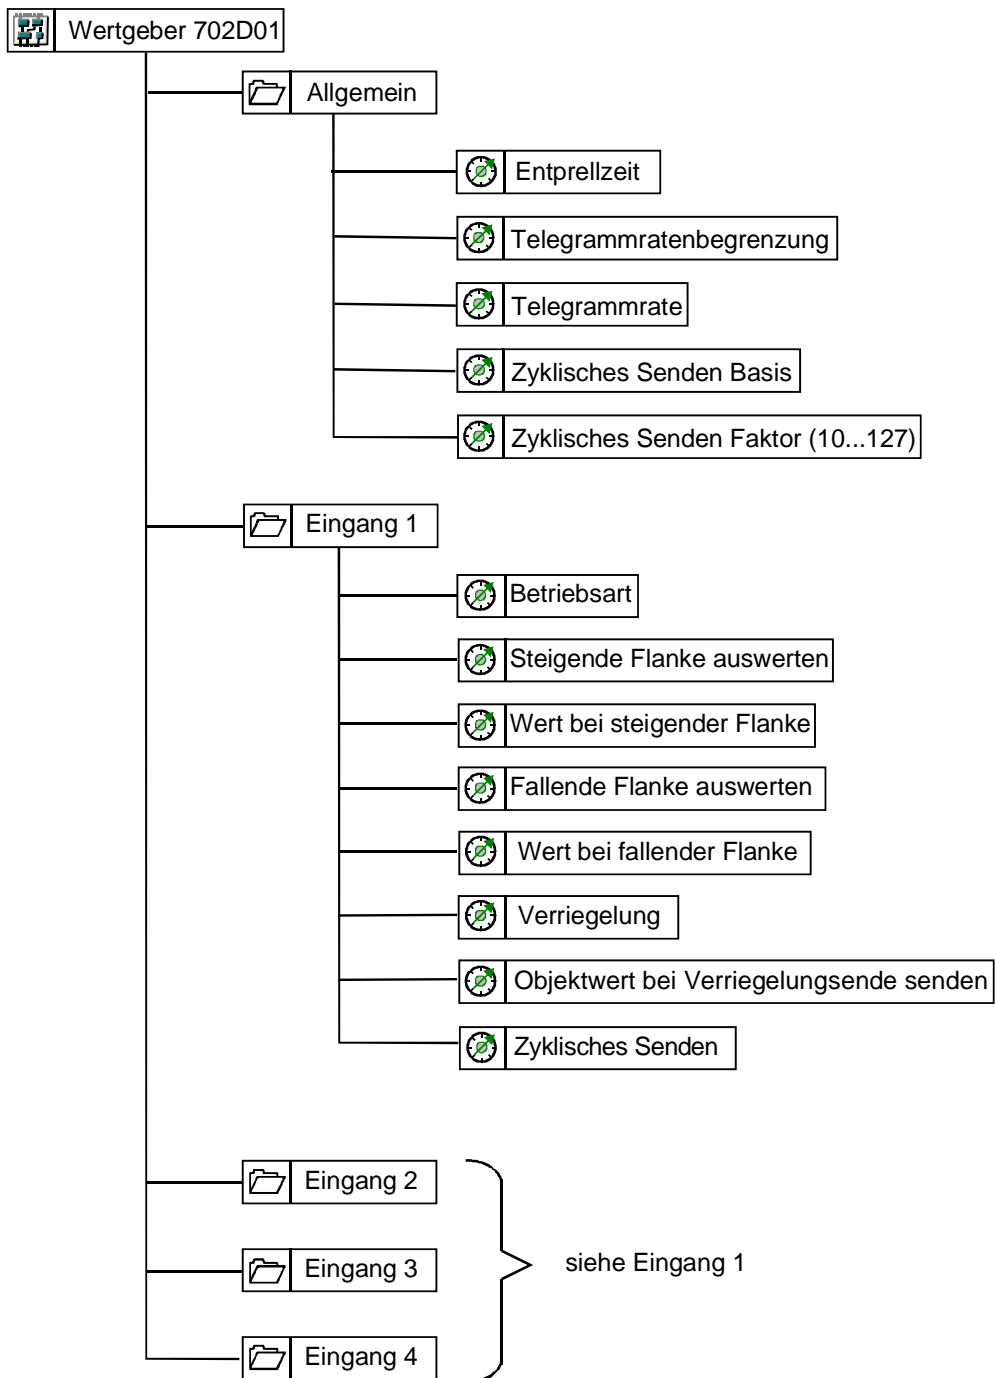 Wertgeber 702D01
Allgemein
Entprellzeit
Telegrammratenbegrenzung
Telegrammrate
Zyklisches Senden Basis
Zyklisches Senden Faktor (10...127)
Eingang 1
Betriebsart
Steigende Flanke auswerten
Wert bei steigender Flanke
Fallende Flanke auswerten
Wert bei fallender Flanke
Verriegelung
Objektwert bei Verriegelungsende senden
Zyklisches Senden
Eingang 2
Eingang 3
siehe Eingang 1
Eingang 4